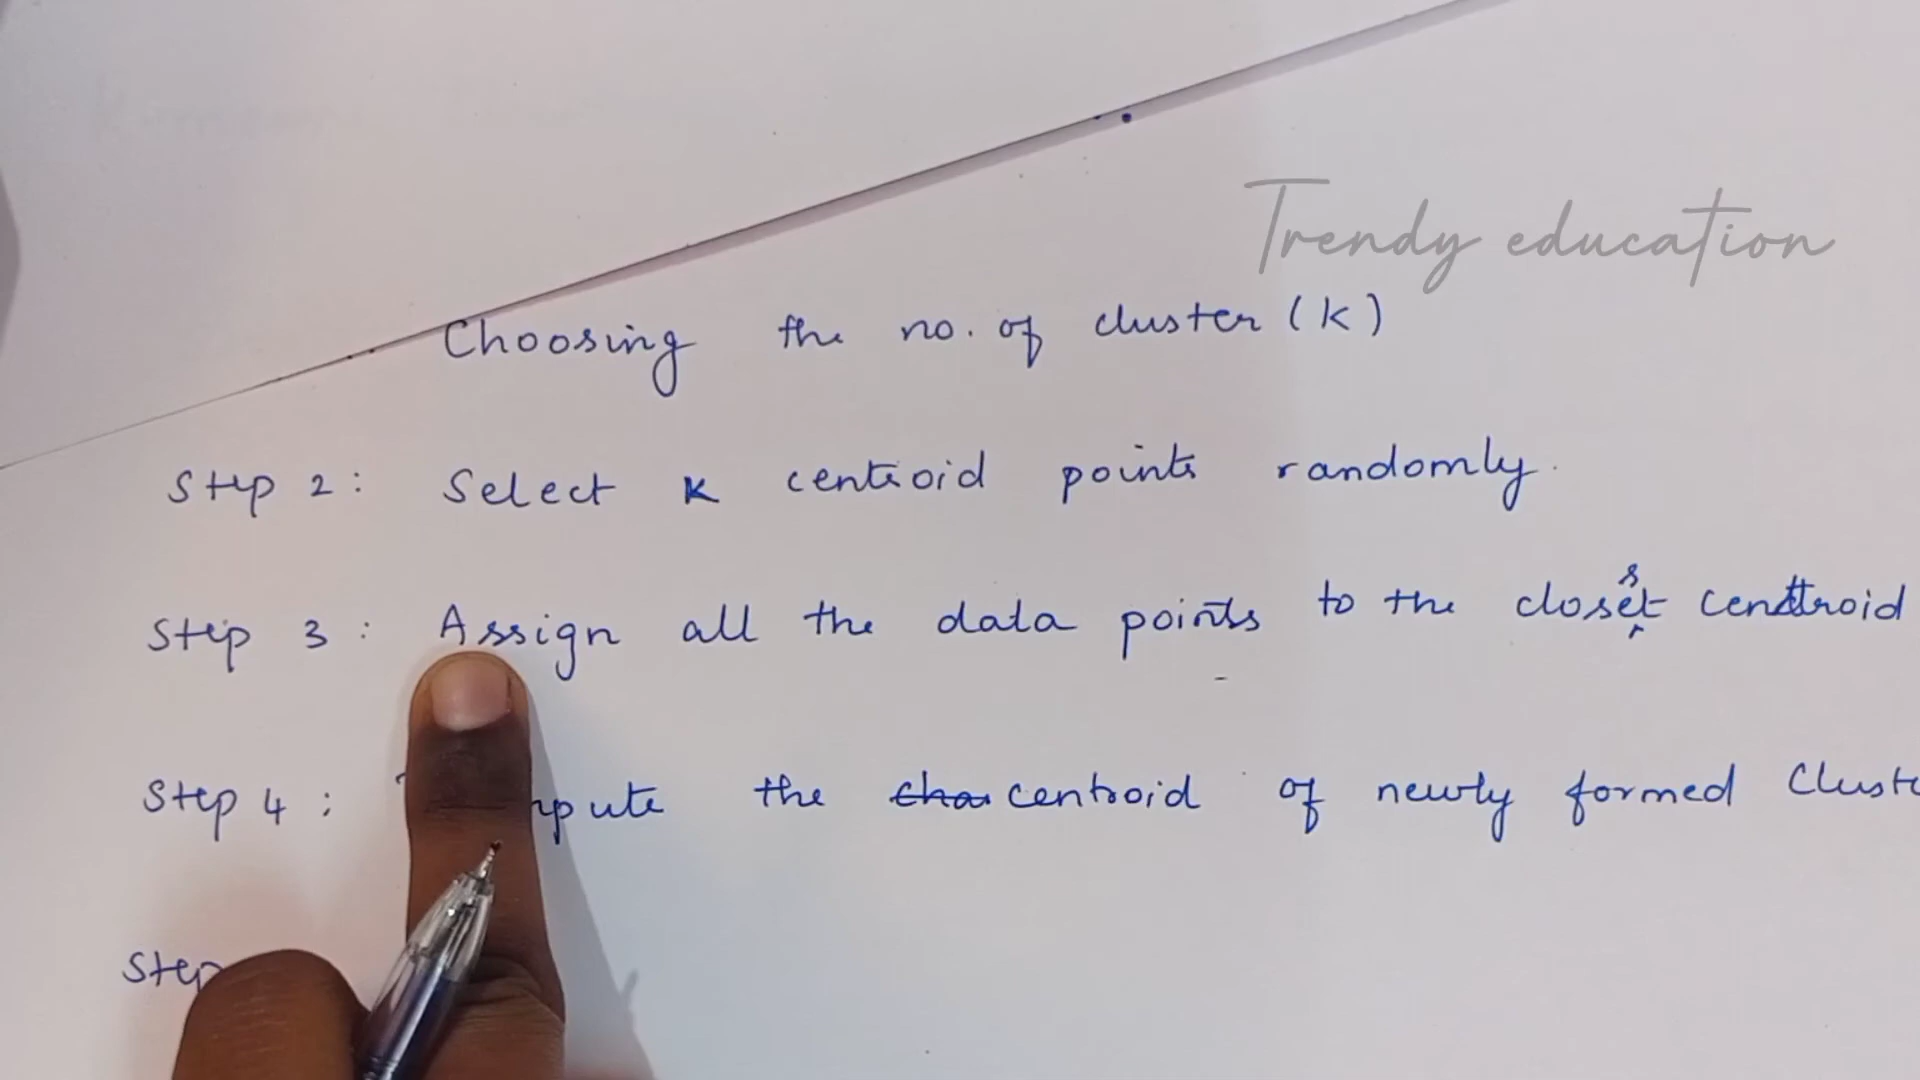 Trendy education
Choosing the no. of cluster (k)
Step 2: Select K centroid points randomly.
Step 3: Assign all the data points to the closest centroid
Step 4: the centroid of newly formed
Step